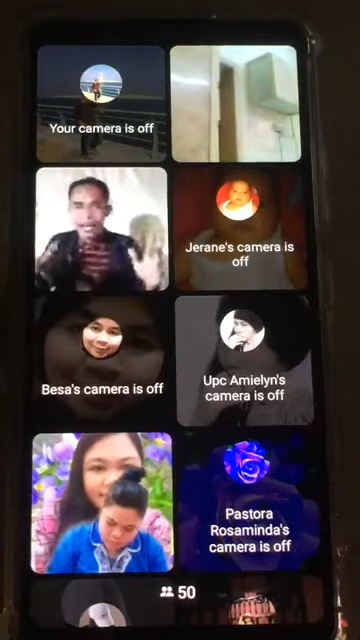 Your camera is off
Jerane's camera is
off
Besa's camera is off
Upc Amielyn's
camera is off
Pastora
Rosaminda's
camera is off
50